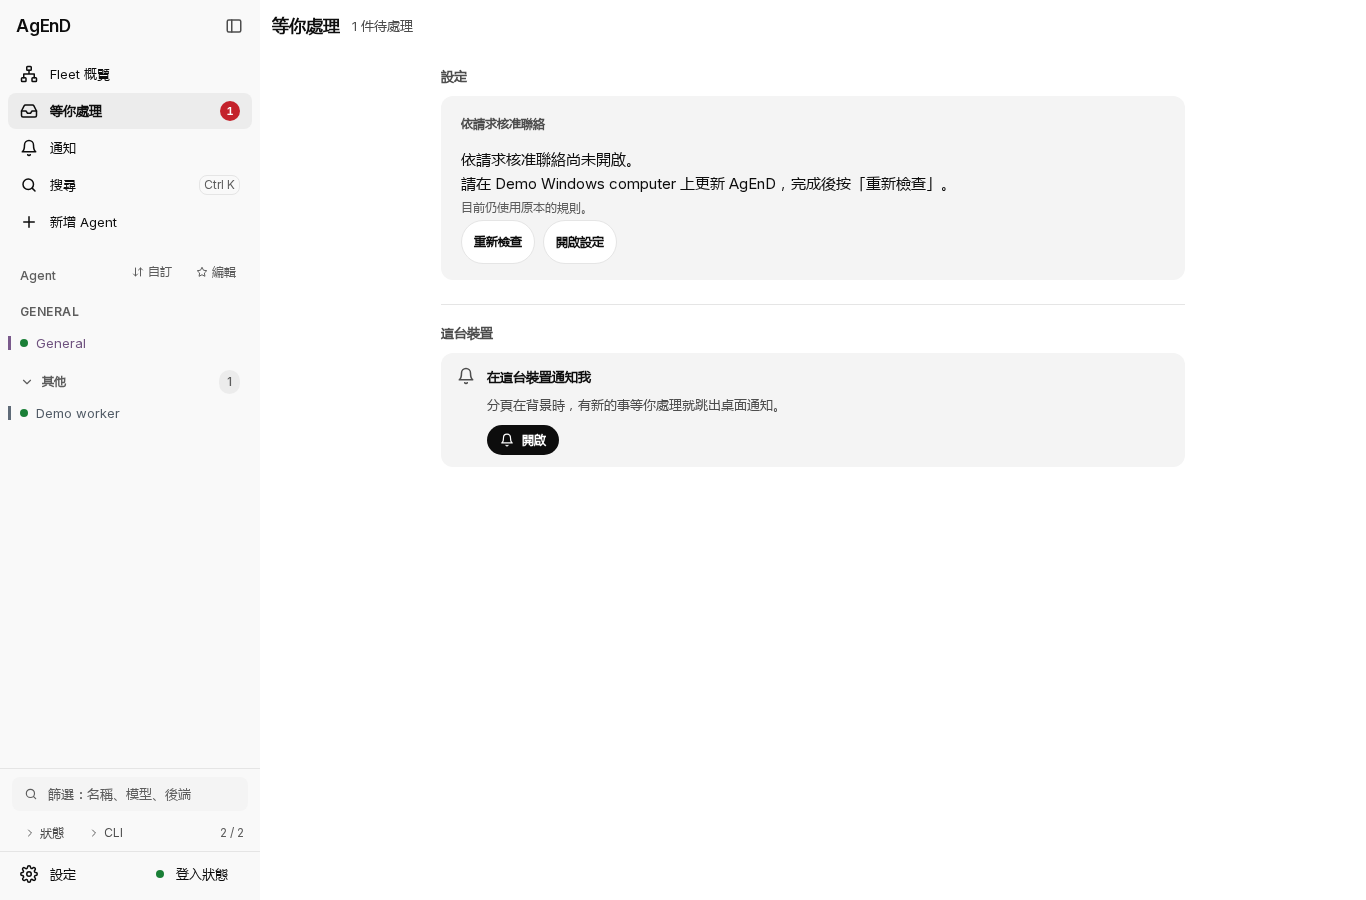 AgEnD
Fleet 概覽
等你處理
1
通知
搜尋
Ctrl K
新增 Agent
Agent
自訂
編輯
GENERAL
General
其他
1
Demo worker
篩選：名稱、模型、後端
狀態
CLI
2 / 2
設定
登入狀態
等你處理
1 件待處理
設定
依請求核准聯絡
依請求核准聯絡尚未開啟。
請在 Demo Windows computer 上更新 AgEnD，完成後按「重新檢查」。
目前仍使用原本的規則。
重新檢查
開啟設定
這台裝置
在這台裝置通知我
分頁在背景時，有新的事等你處理就跳出桌面通知。
開啟